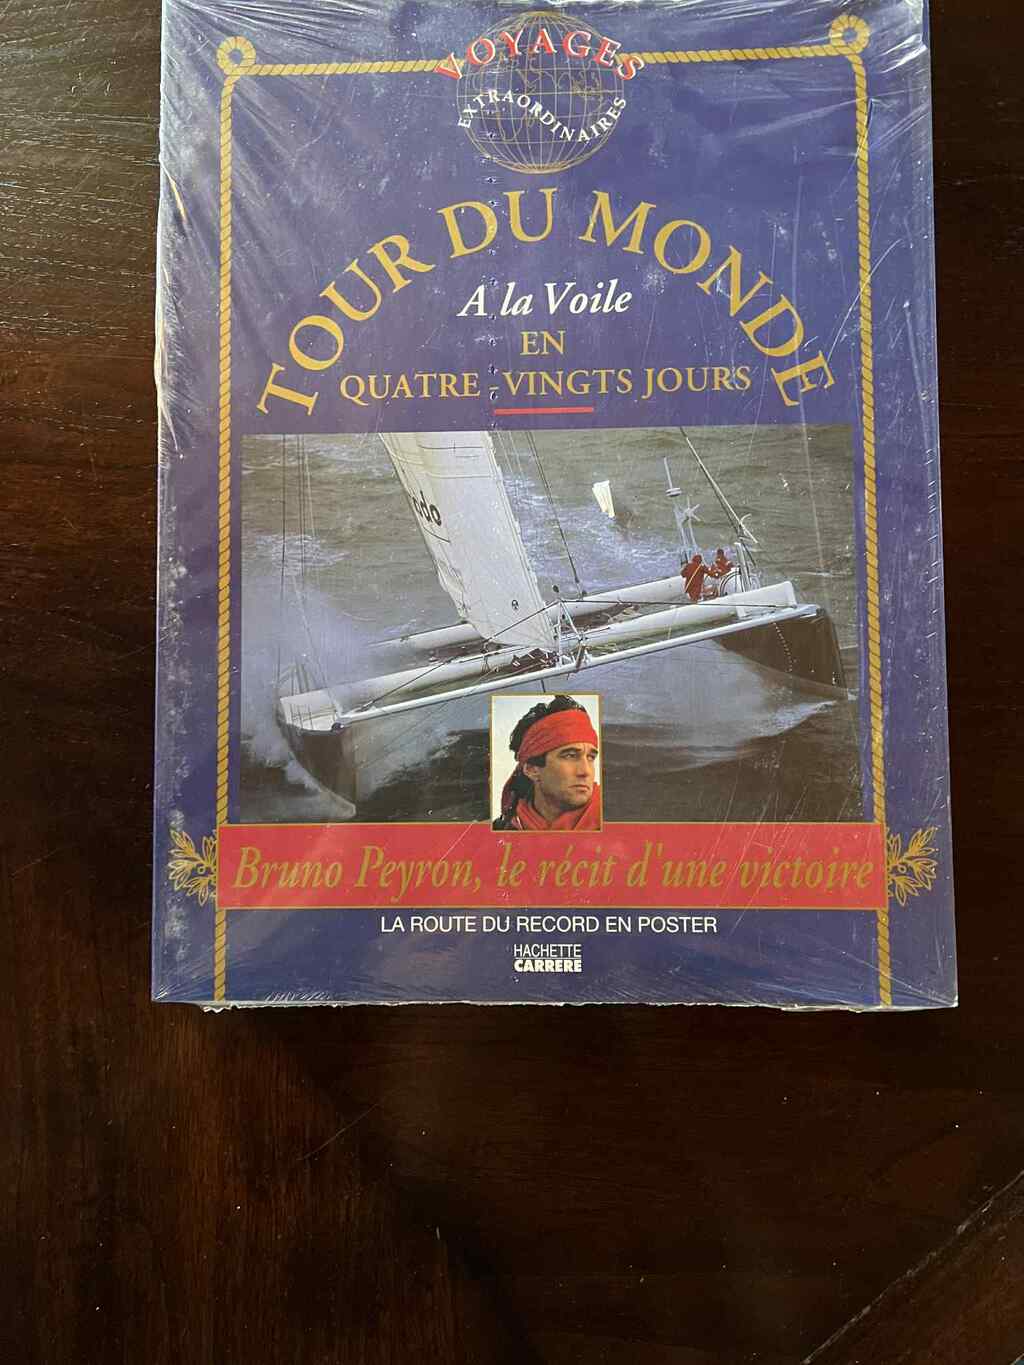 VOYAGES
EXTRAORDINAIRES
TOUR DU MONDE
A la Voile
EN
QUATRE-VINGTS JOURS
Bruno Peyron, le récit d'une victoire
LA ROUTE DU RECORD EN POSTER
HACHETTE
CARRERE